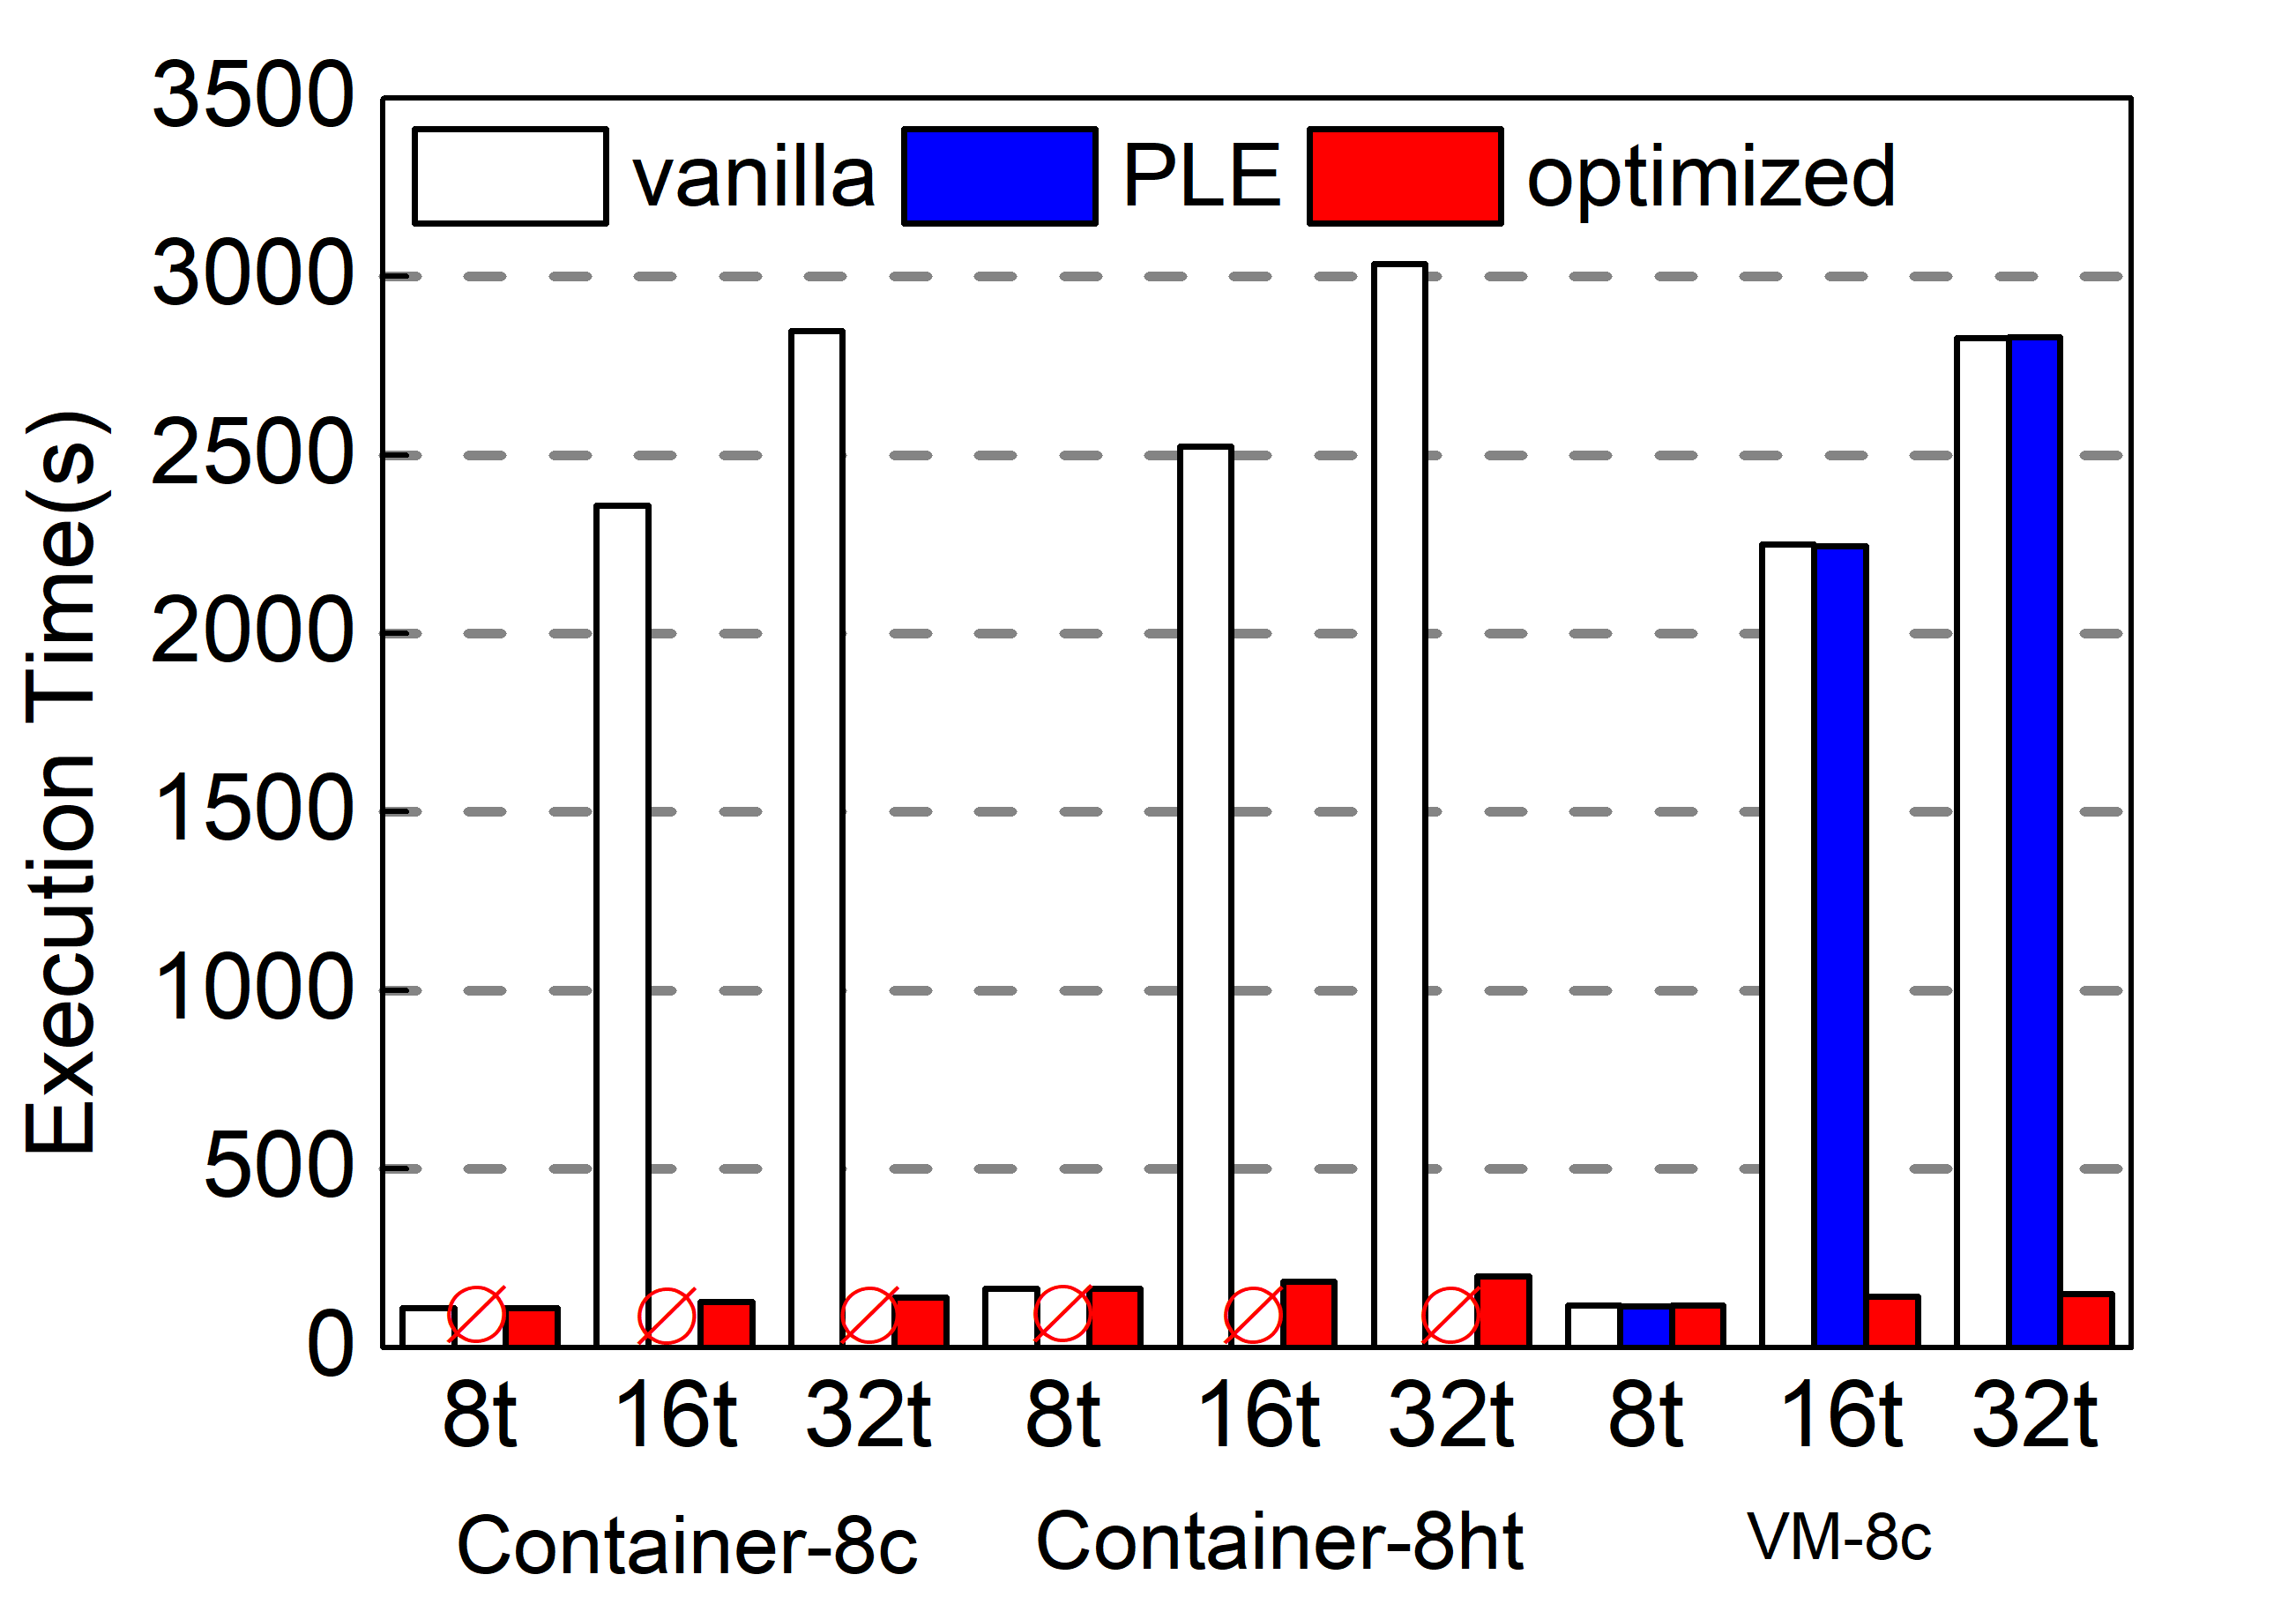 3500
vanilla PLE optimized
3000
2500
2000
1500
1000
500
0
Execution Time(s)
8t 16t 32t 8t 16t 32t 8t 16t 32t
Container-8c Container-8ht VM-8c